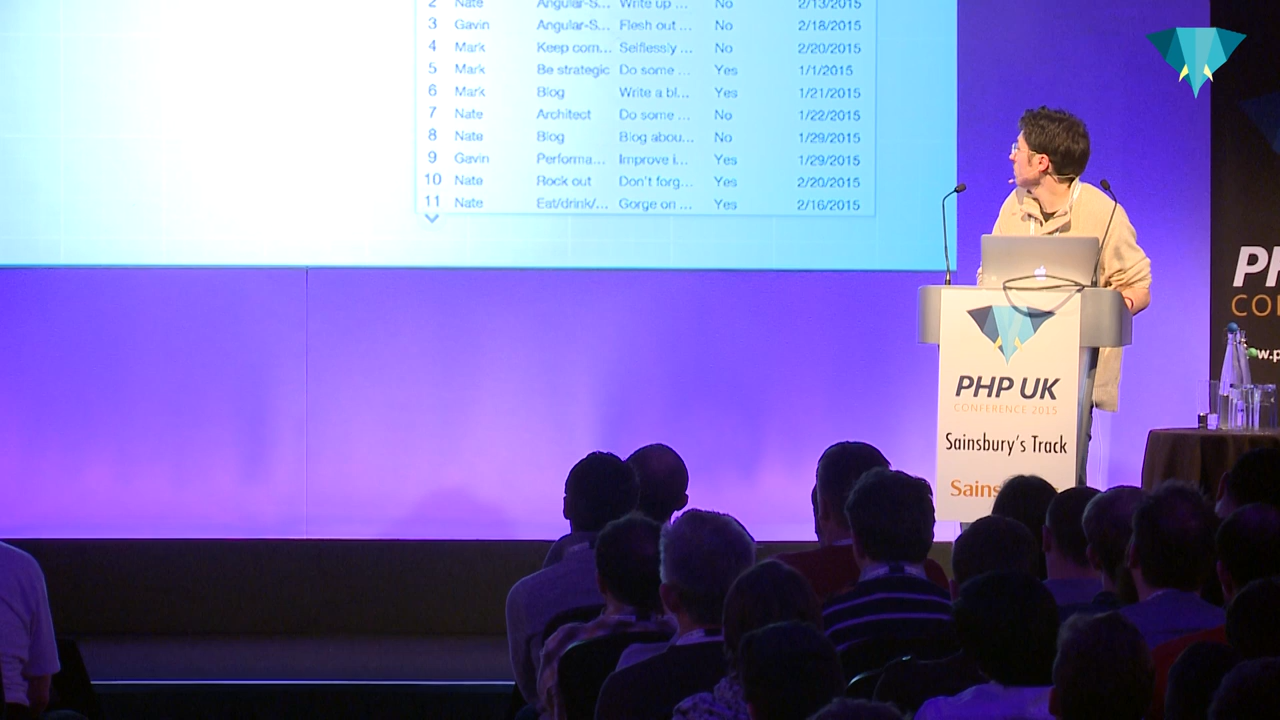 2 Nate Angular-S... Write up ... No 2/13/2015
3 Gavin Angular-S... Flesh out ... No 2/18/2015
4 Mark Keep com... Selflessly ... No 2/20/2015
5 Mark Be strategic Do some ... Yes 1/1/2015
6 Mark Blog Write a bl... Yes 1/21/2015
7 Nate Architect Do some ... No 1/22/2015
8 Nate Blog Blog abou... No 1/29/2015
9 Gavin Performa... Improve i... Yes 1/29/2015
10 Nate Rock out Don't forg... Yes 2/20/2015
11 Nate Eat/drink/... Gorge on ... Yes 2/16/2015
PHP UK
CONFERENCE 2015
Sainsbury's Track
Sains
PH
CO
w.p